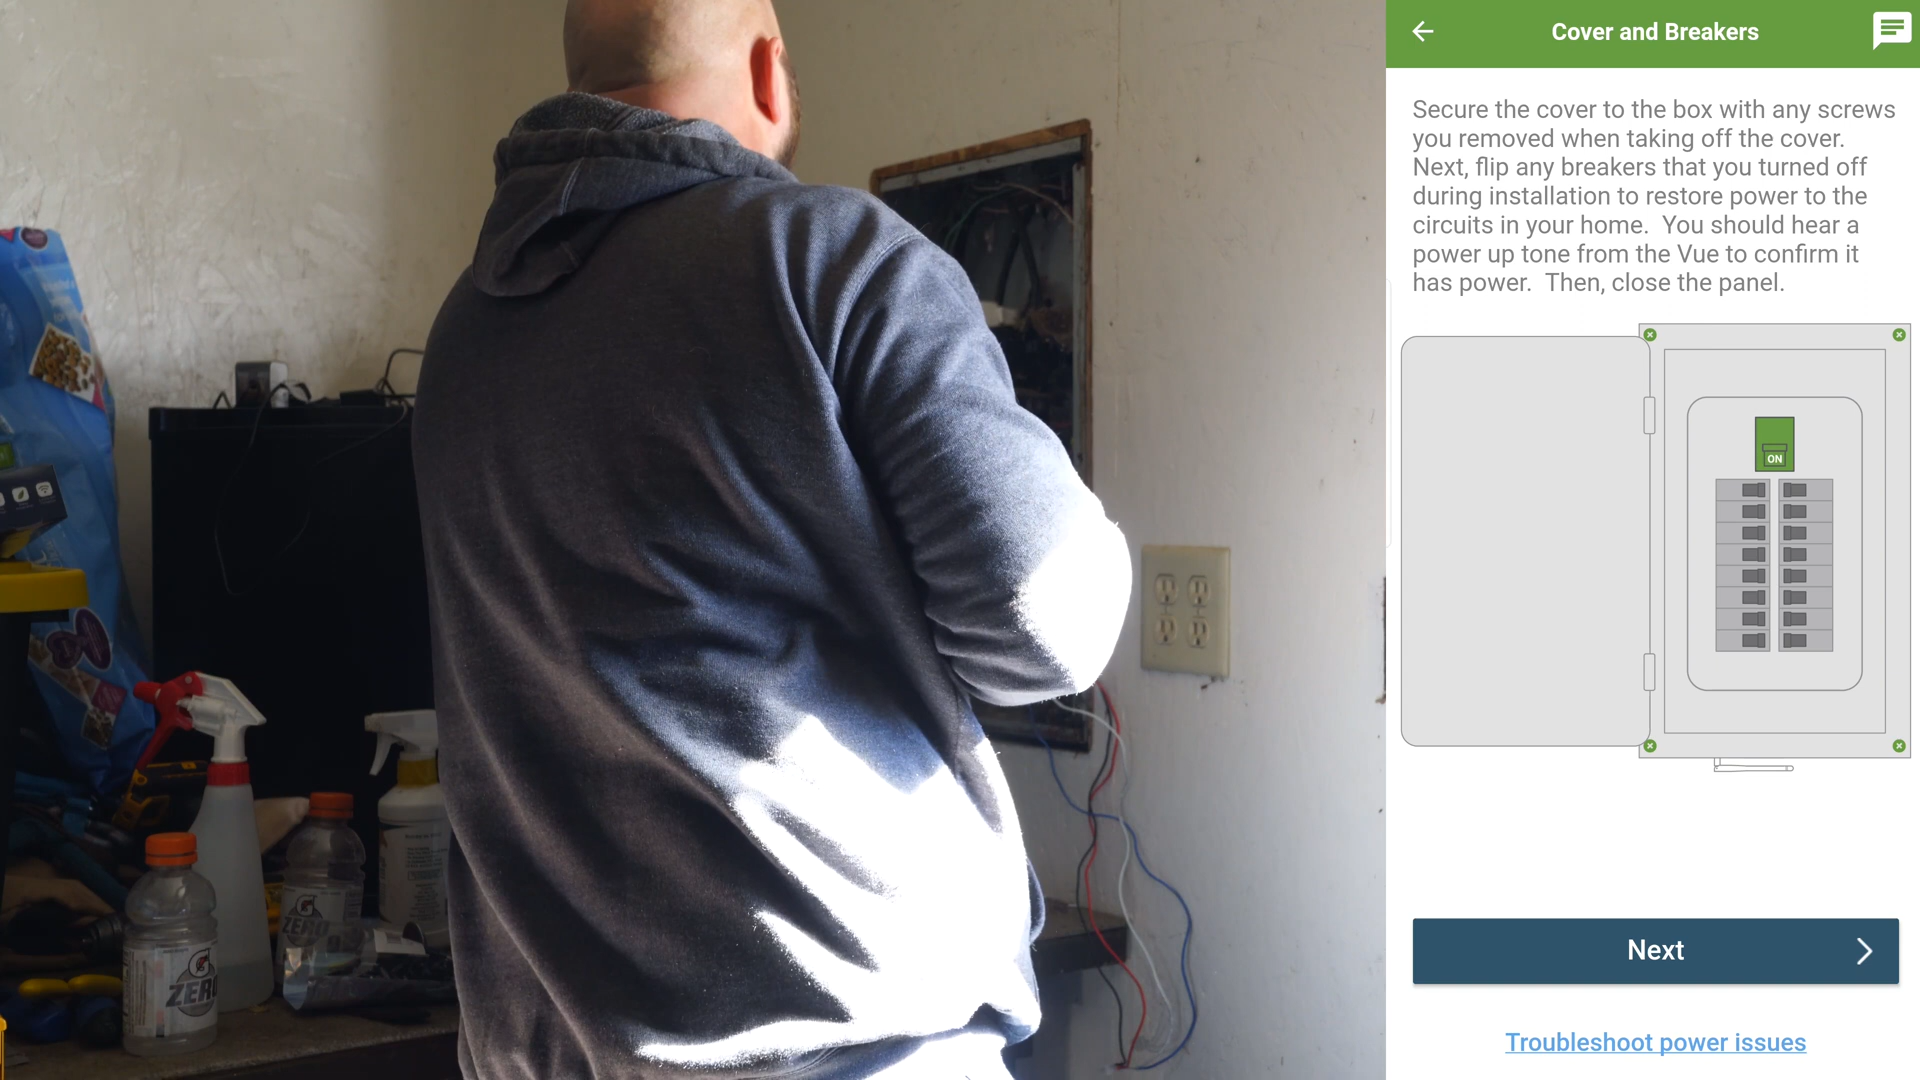 Cover and Breakers
Secure the cover to the box with any screws
you removed when taking off the cover.
Next, flip any breakers that you turned off
during installation to restore power to the
circuits in your home.  You should hear a
power up tone from the Vue to confirm it
has power.  Then, close the panel.
ON
Next
Troubleshoot power issues
G
ZERO
G
ZERO